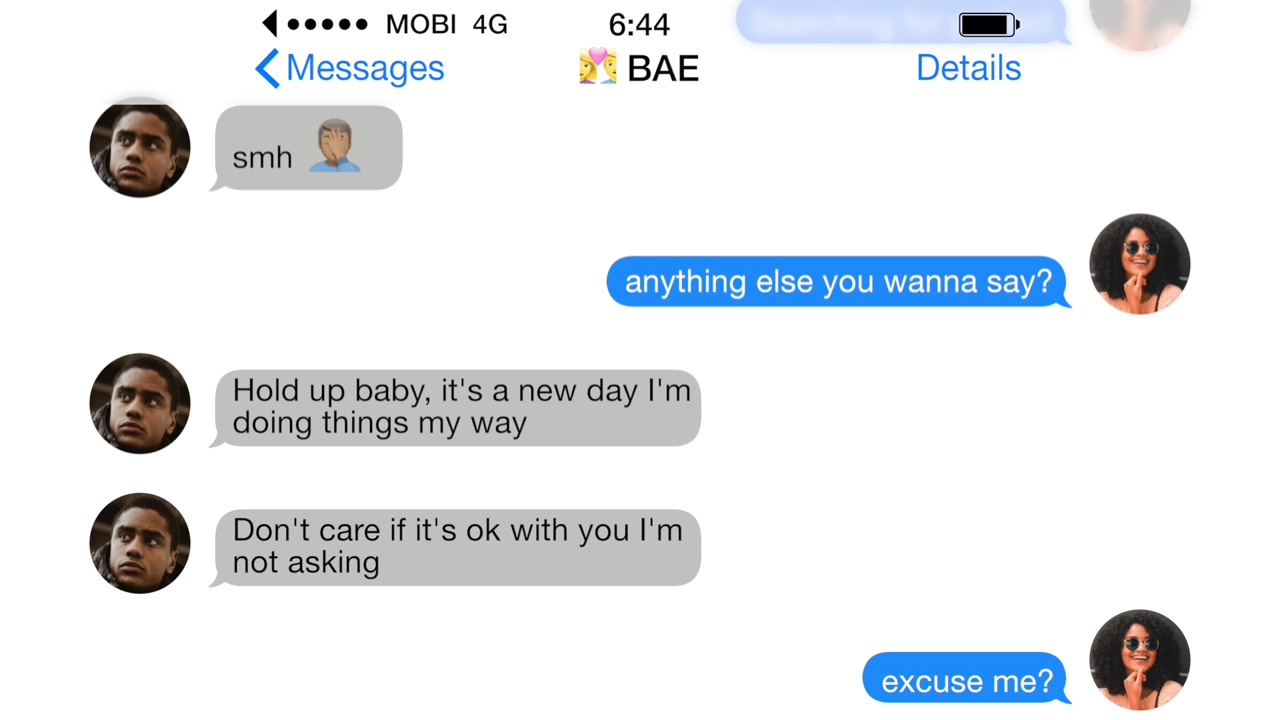 MOBI 4G 6:44
Messages BAE Details
smh
anything else you wanna say?
Hold up baby, it's a new day I'm
doing things my way
Don't care if it's ok with you I'm
not asking
excuse me?